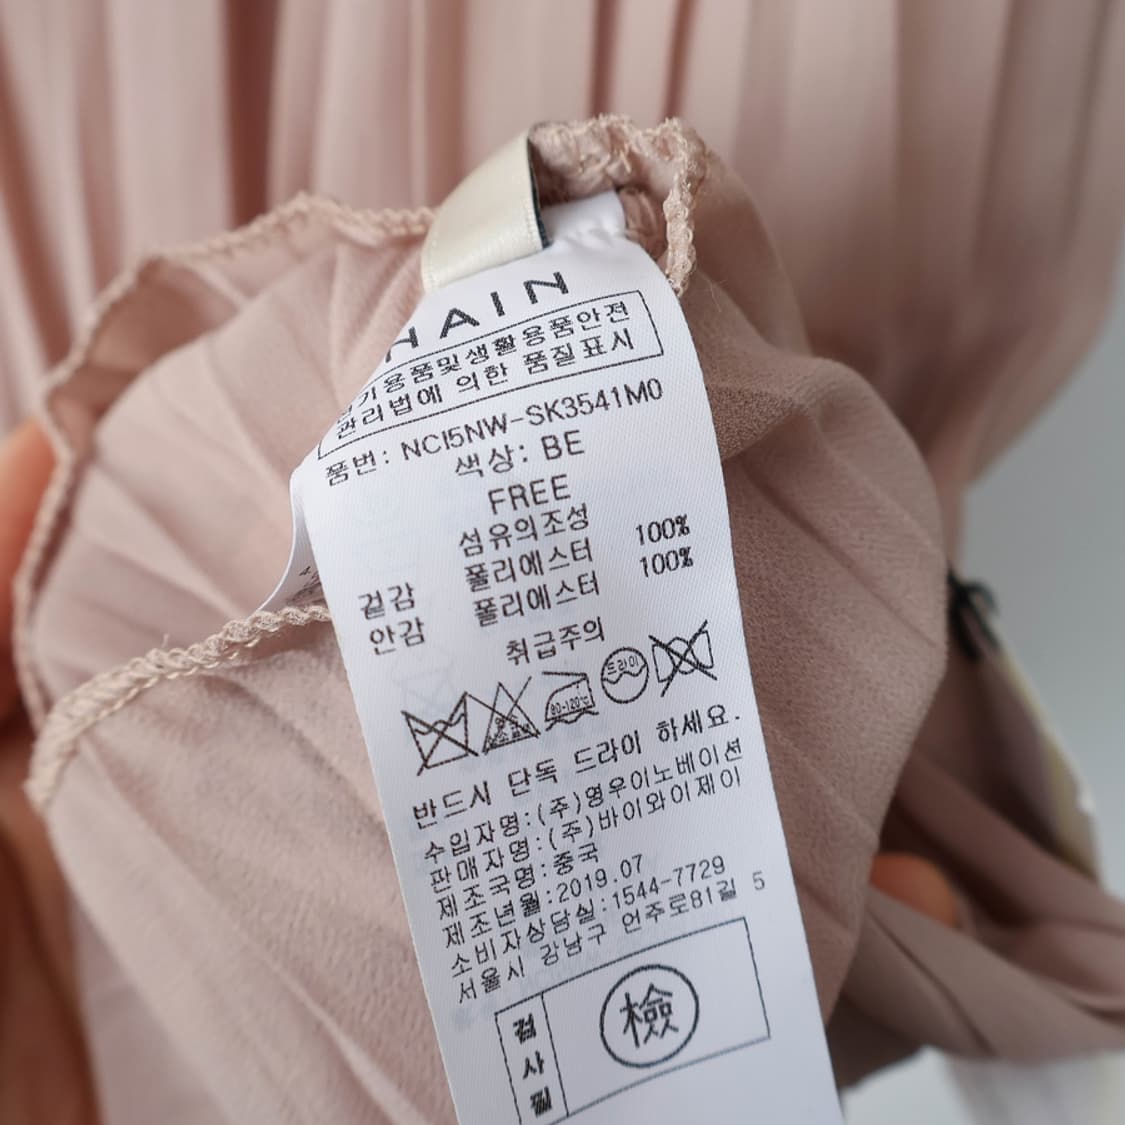 HAIN
기용품및생활용품안전
관리법에 의한 품질표시
품번: NCI5NW-SK3541M0
색상: BE
FREE
섬유의조성
겉감 폴리에스터 100%
안감 폴리에스터 100%
취급주의
80-120℃ 드라이
반드시 단독 드라이 하세요.
수입자명:(주)영우이노베이션
판매자명:(주)바이와이제이
제조국명:중국
제조년월:2019.07
소비자상담실:1544-7729
서울시 강남구 언주로81길 5
검사필 檢